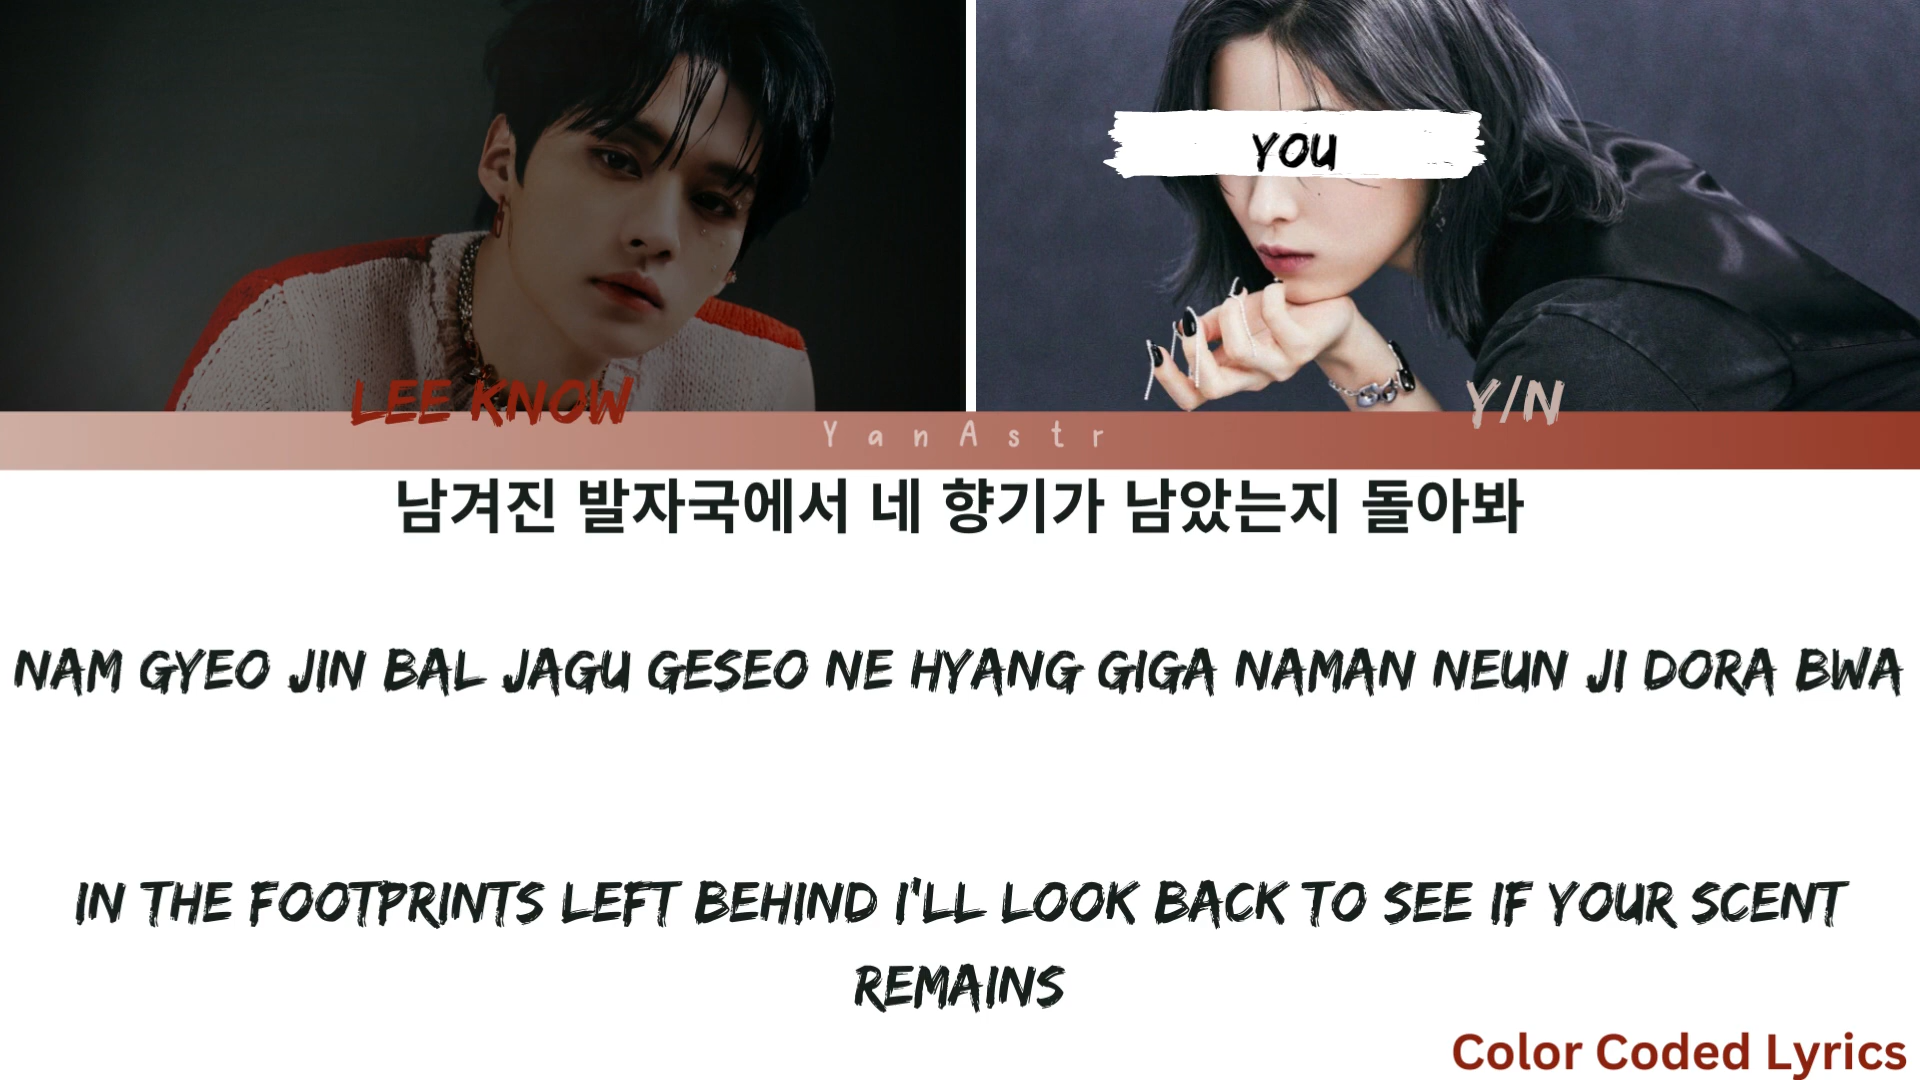 YOU
LEE KNOW
Y/N
YanAstr
남겨진 발자국에서 네 향기가 남았는지 돌아봐
NAM GYEO JIN BAL JAGU GESEO NE HYANG GIGA NAMAN NEUN JI DORA BWA
IN THE FOOTPRINTS LEFT BEHIND I'LL LOOK BACK TO SEE IF YOUR SCENT
REMAINS
Color Coded Lyrics